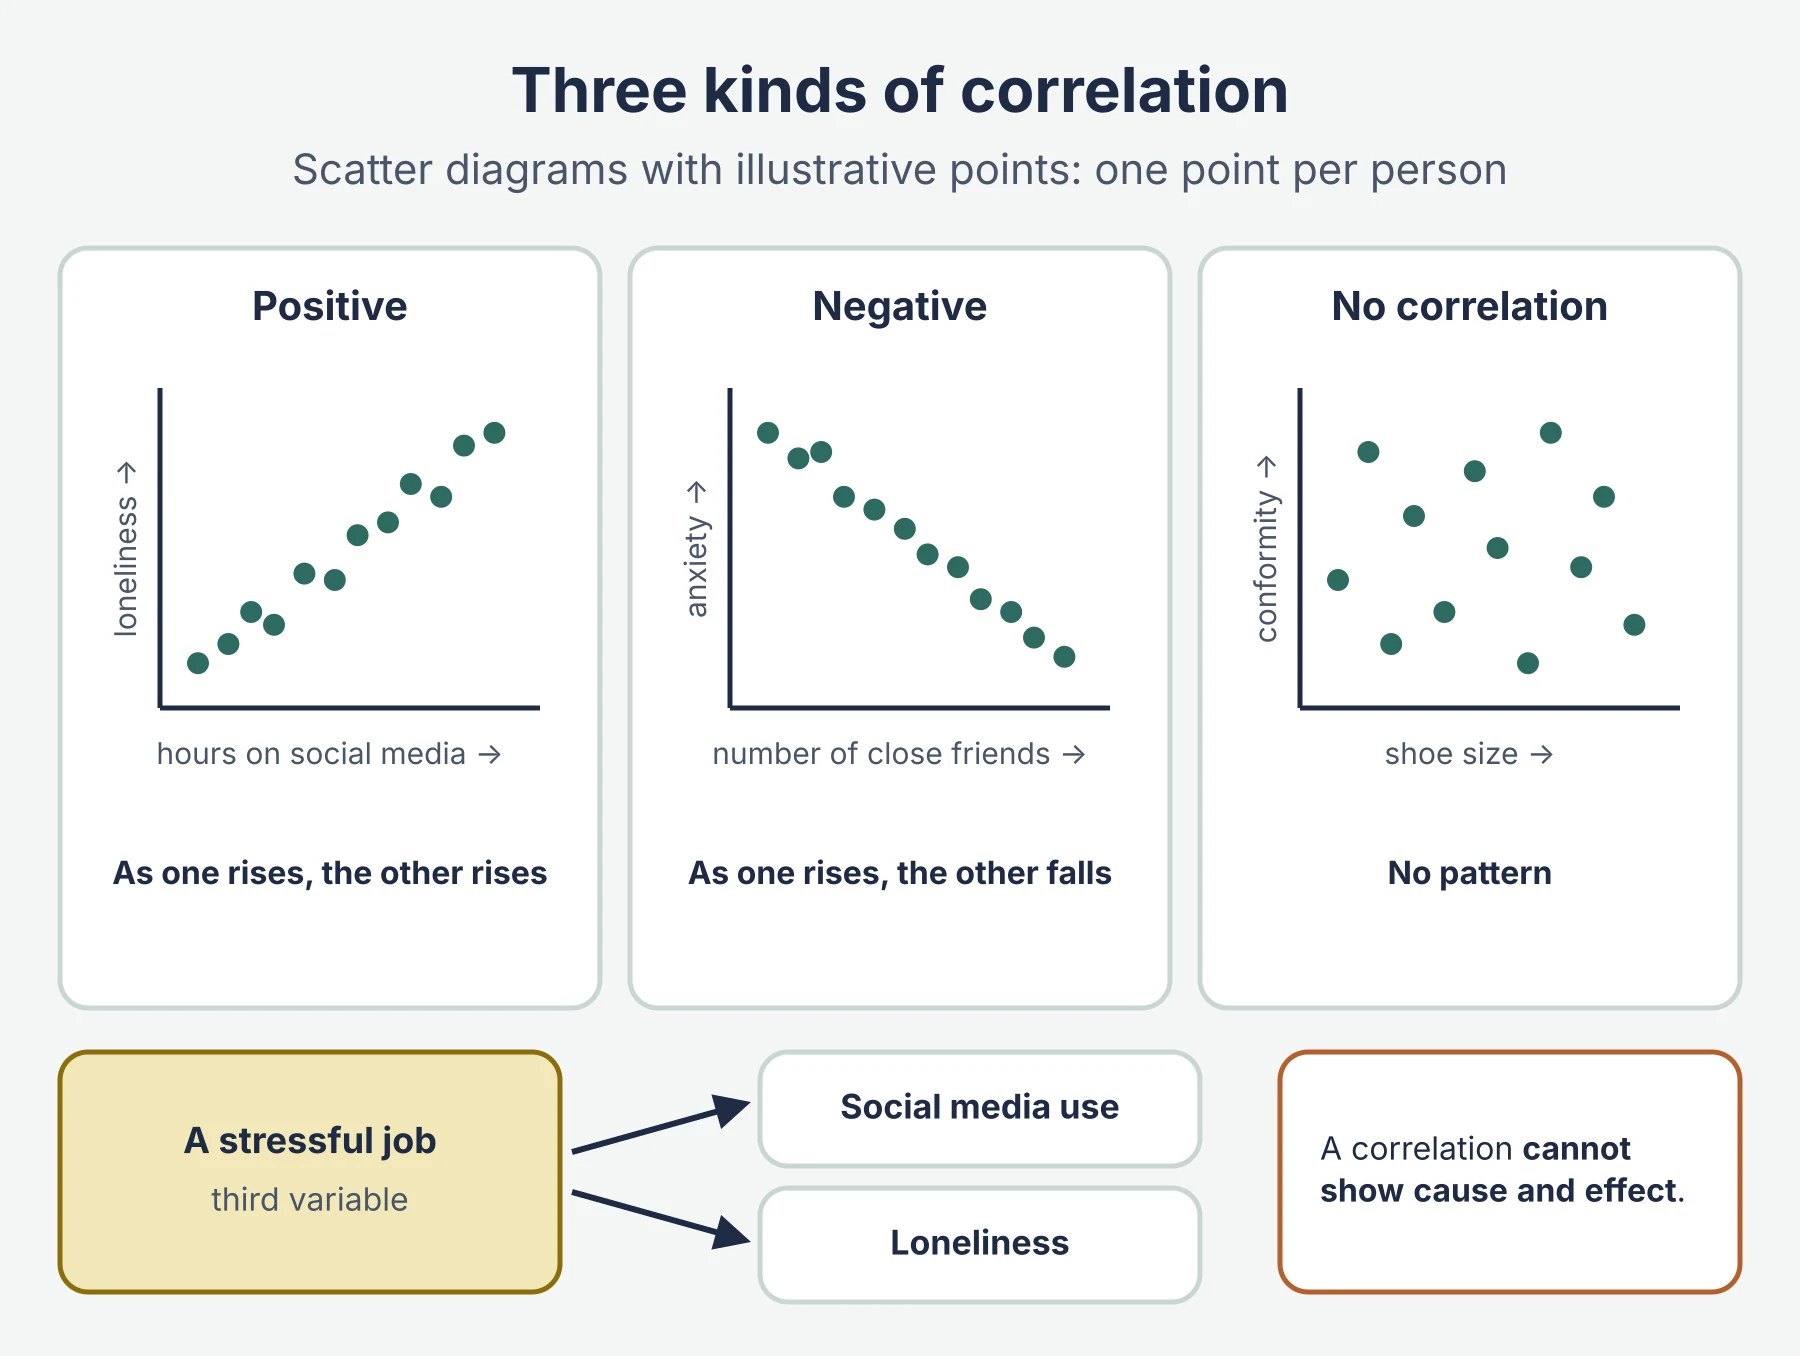 Three kinds of correlation
Scatter diagrams with illustrative points: one point per person
Positive
loneliness →
hours on social media →
As one rises, the other rises
Negative
anxiety →
number of close friends →
As one rises, the other falls
No correlation
conformity →
shoe size →
No pattern
A stressful job
third variable
Social media use
Loneliness
A correlation cannot
show cause and effect.